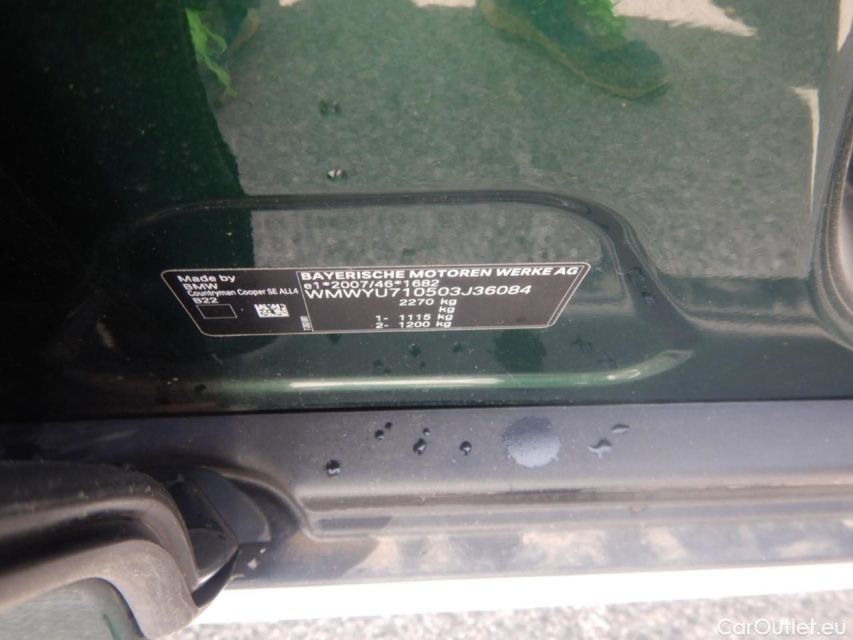 Made by
BMW
Countryman Cooper SE ALL4
B22
BAYERISCHE MOTOREN WERKE AG
e1*2007/46*1682
WMWYU710503J36084
2270 kg
kg
1- 1115 kg
2- 1200 kg
CarOutlet.eu